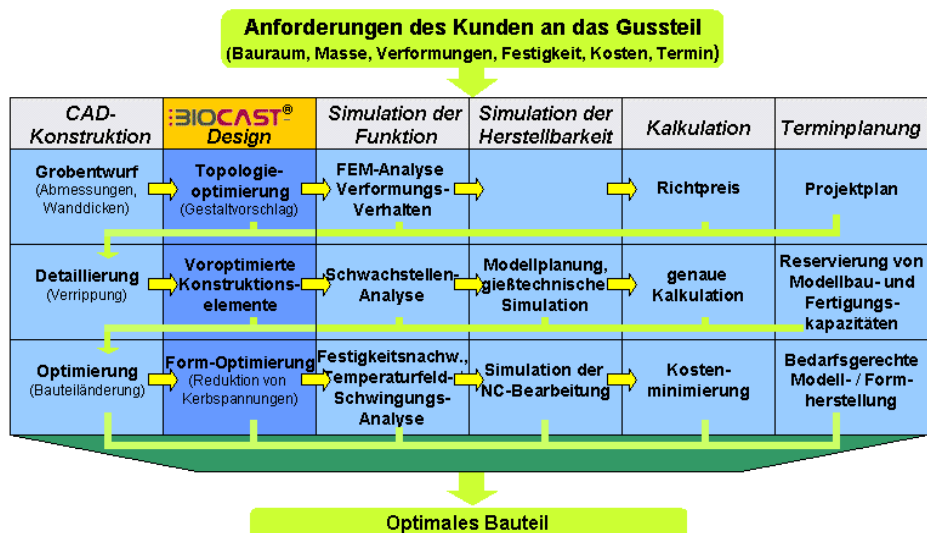 Anforderungen des Kunden an das Gussteil
(Bauraum, Masse, Verformungen, Festigkeit, Kosten, Termin)
CAD-
Konstruktion
BIOCAST®
Design
Simulation der
Funktion
Simulation der
Herstellbarkeit
Kalkulation
Terminplanung
Grobentwurf
(Abmessungen,
Wanddicken)
Topologie-
optimierung
(Gestaltvorschlag)
FEM-Analyse
Verformungs-
Verhalten
Richtpreis
Projektplan
Detaillierung
(Verrippung)
Voroptimierte
Konstruktions-
elemente
Schwachstellen-
Analyse
Modellplanung,
gießtechnische
Simulation
genaue
Kalkulation
Reservierung von
Modellbau- und
Fertigungs-
kapazitäten
Optimierung
(Bauteiländerung)
Form-Optimierung
(Reduktion von
Kerbspannungen)
Festigkeitsnachw.,
Temperaturfeld-
Schwingungs-
Analyse
Simulation der
NC-Bearbeitung
Kosten-
minimierung
Bedarfsgerechte
Modell- / Form-
herstellung
Optimales Bauteil